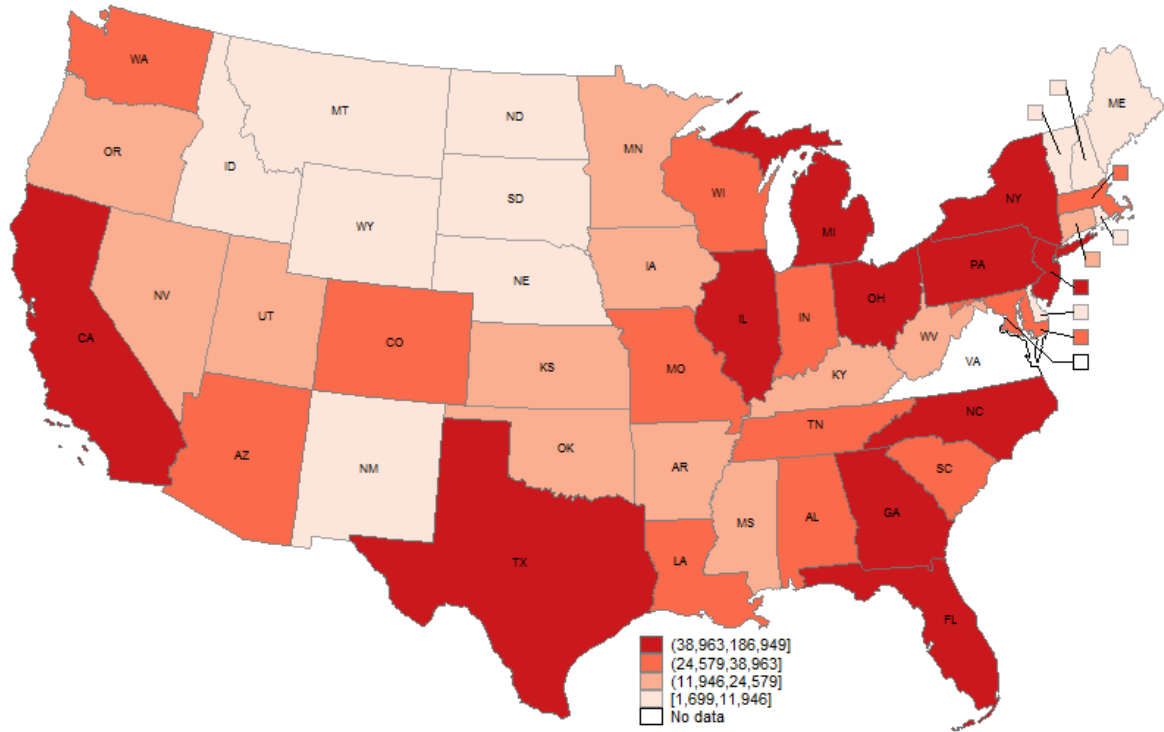 WA
MT
ND
ME
OR
ID
MN
SD
WI
WY
NY
MI
NE
IA
PA
NV
UT
CO
CA
IL
IN
OH
WV
VA
KS
MO
KY
NC
TN
AZ
NM
OK
AR
SC
MS
AL
GA
TX
LA
FL
(38,963,186,949]
(24,579,38,963]
(11,946,24,579]
[1,699,11,946]
No data